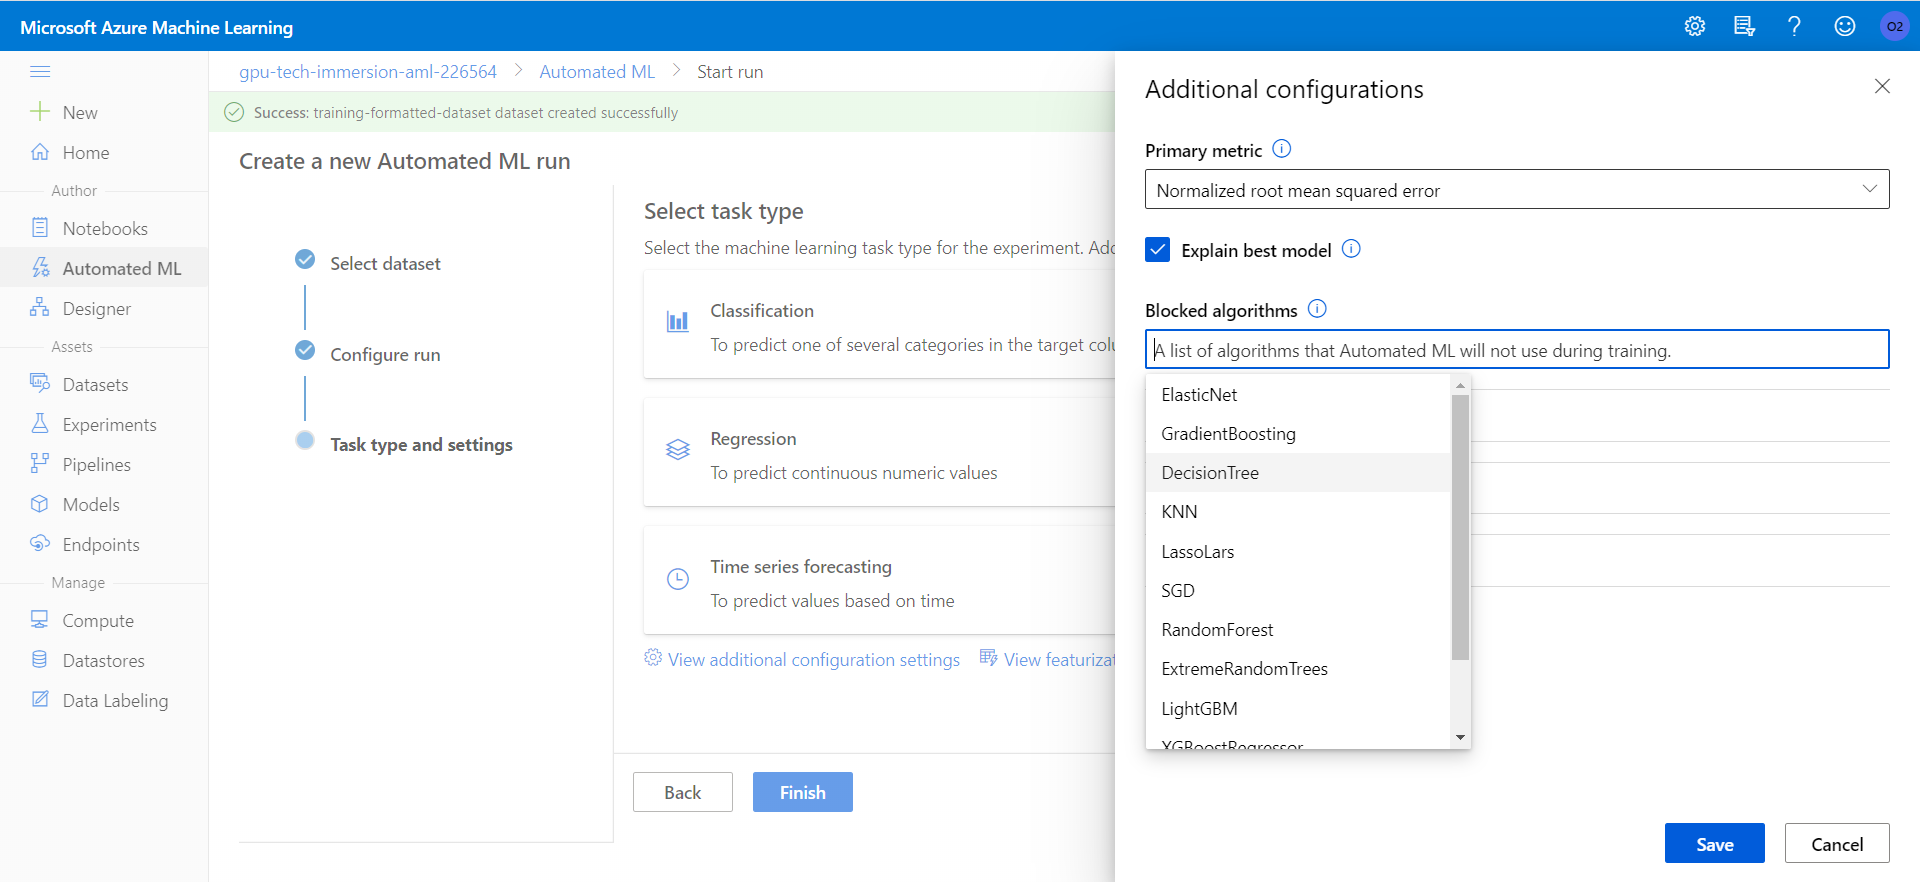 Microsoft Azure Machine Learning
O2
New
Home
Author
Notebooks
Automated ML
Designer
Assets
Datasets
Experiments
Pipelines
Models
Endpoints
Manage
Compute
Datastores
Data Labeling
gpu-tech-immersion-aml-226564 > Automated ML > Start run
Success: training-formatted-dataset dataset created successfully
Create a new Automated ML run
Select dataset
Configure run
Task type and settings
Select task type
Select the machine learning task type for the experiment.
Classification
To predict one of several categories in the target
Regression
To predict continuous numeric values
Time series forecasting
To predict values based on time
View additional configuration settings View
Back Finish
Additional configurations
Primary metric
Normalized root mean squared error
Explain best model
Blocked algorithms
A list of algorithms that Automated ML will not use during training.
ElasticNet
GradientBoosting
DecisionTree
KNN
LassoLars
SGD
RandomForest
ExtremeRandomTrees
LightGBM
XGBoostRegressor
Save Cancel